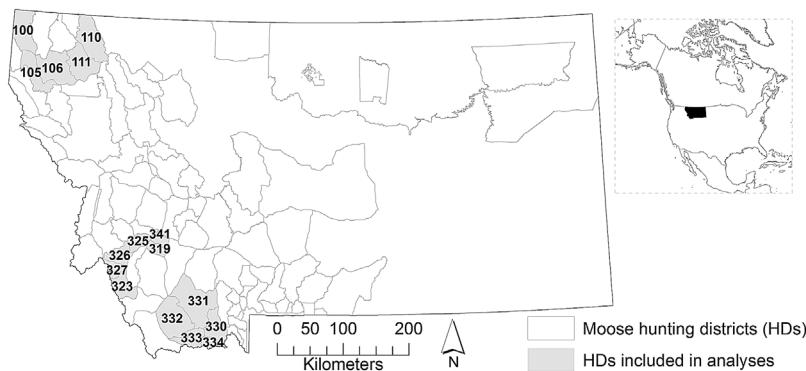 100
110
105 106 111
341
325
319
326
327
323
331
332
330
333
334
0 50 100 200
Kilometers
N
Moose hunting districts (HDs)
HDs included in analyses